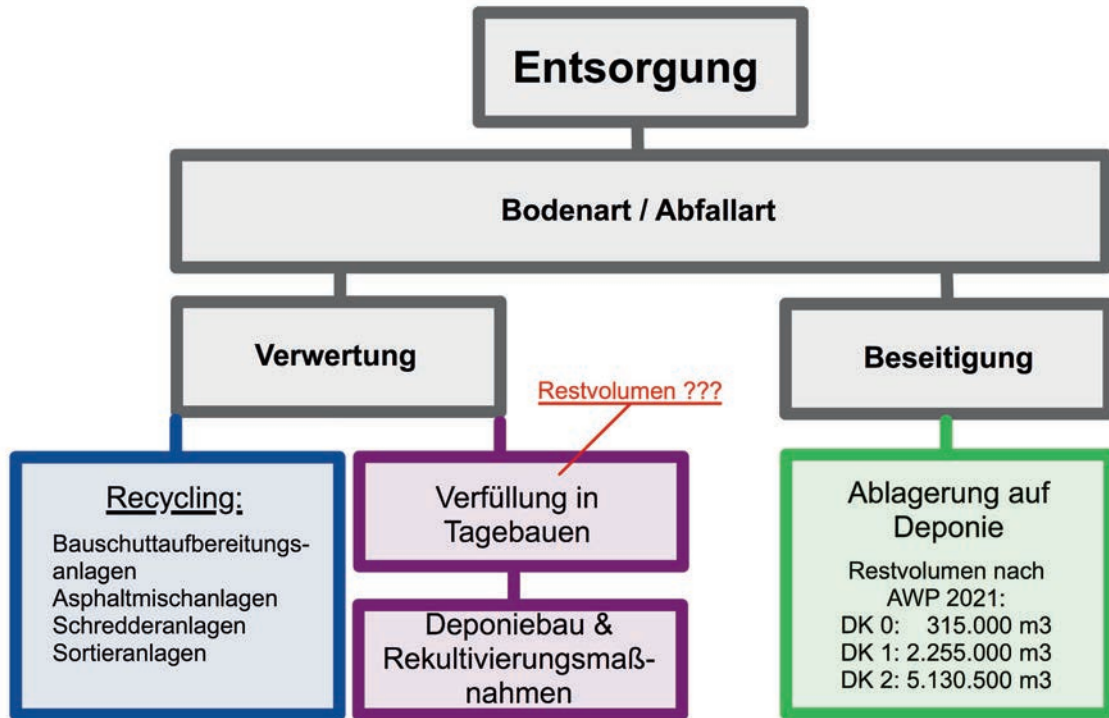 Entsorgung
Bodenart / Abfallart
Verwertung
Beseitigung
Restvolumen ???
Recycling:
Bauschuttaufbereitungs-
anlagen
Asphaltmischanlagen
Schredderanlagen
Sortieranlagen
Verfüllung in
Tagebauen
Deponiebau &
Rekultivierungsmaß-
nahmen
Ablagerung auf
Deponie
Restvolumen nach
AWP 2021:
DK 0: 315.000 m3
DK 1: 2.255.000 m3
DK 2: 5.130.500 m3